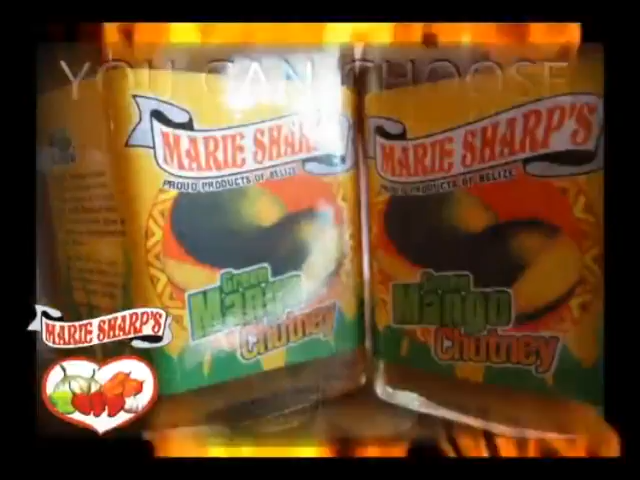 YOU CAN CHOOSE
MARIE SHARP'S
PROUD PRODUCTS OF BELIZE
Green
Mango
Chutney
MARIE SHARP'S
PROUD PRODUCTS OF BELIZE
Green
Mango
Chutney
MARIE SHARP'S